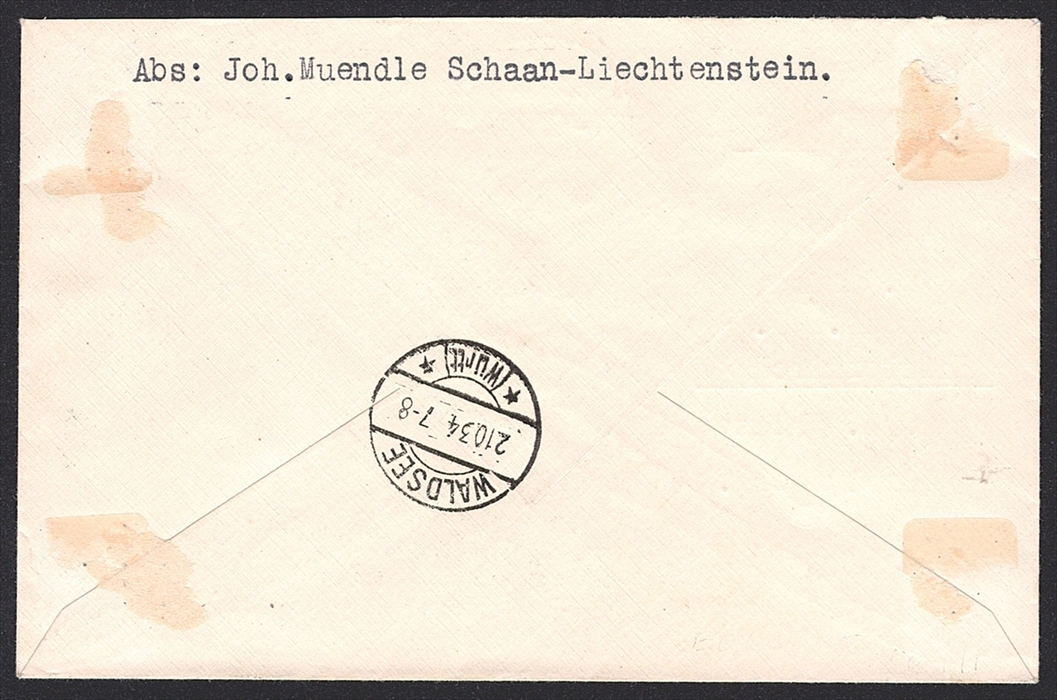 Abs: Joh.Muendle Schaan-Liechtenstein.
WALDSEE
2.10.34. 7-8
(Württ)